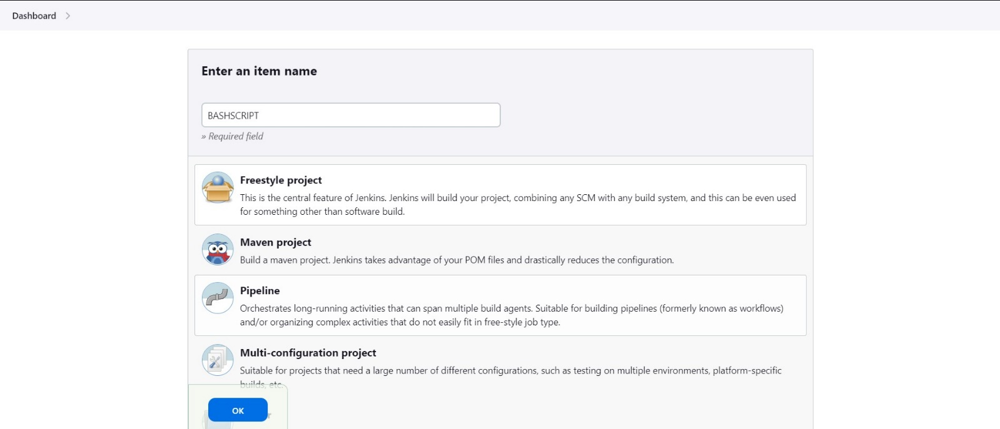 Dashboard
Enter an item name
BASHSCRIPT
» Required field
Freestyle project
This is the central feature of Jenkins. Jenkins will build your project, combining any SCM with any build system, and this can be even used
for something other than software build.
Maven project
Build a maven project. Jenkins takes advantage of your POM files and drastically reduces the configuration.
Pipeline
Orchestrates long-running activities that can span multiple build agents. Suitable for building pipelines (formerly known as workflows)
and/or organizing complex activities that do not easily fit in free-style job type.
Multi-configuration project
Suitable for projects that need a large number of different configurations, such as testing on multiple environments, platform-specific
builds, etc.
OK